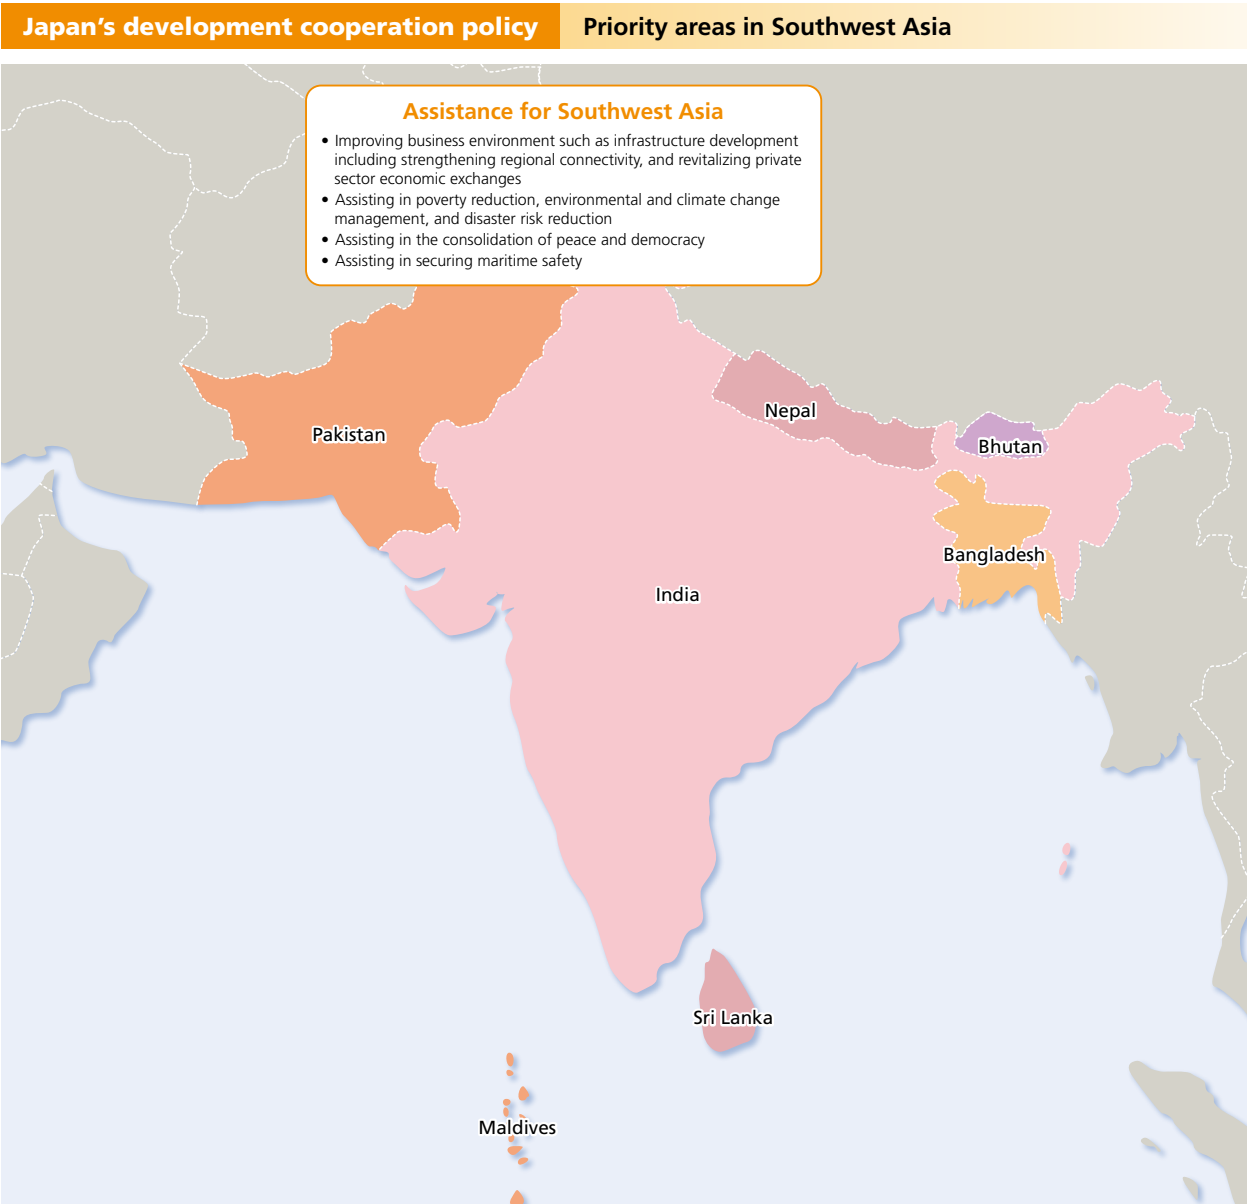 Japan’s development cooperation policy
Priority areas in Southwest Asia
Assistance for Southwest Asia
• Improving business environment such as infrastructure development
including strengthening regional connectivity, and revitalizing private
sector economic exchanges
• Assisting in poverty reduction, environmental and climate change
management, and disaster risk reduction
• Assisting in the consolidation of peace and democracy
• Assisting in securing maritime safety
Nepal
Pakistan
Bhutan
Bangladesh
India
Sri Lanka
Maldives